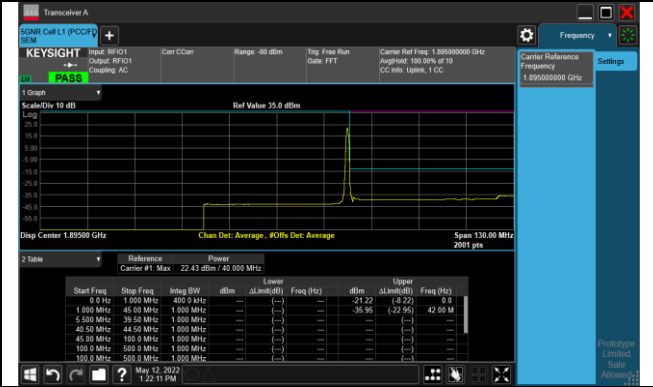 Transceiver A
5GNR Cell L1 (PCC/FD
SEM
Frequency
KEYSIGHT
Input: RFIO1
Output: RFIO1
Coupling: AC
Corr CCorr
Range: -60 dBm
Trig: Free Run
Gate: FFT
Carrier Ref Freq: 1.895000000 GHz
Avg|Hold: 100.00% of 10
CC Info: Uplink, 1 CC
PASS
Carrier Reference
Frequency
1.895000000 GHz
Settings
1 Graph
Scale/Div 10 dB
Ref Value 35.0 dBm
Log
25.0
15.0
5.00
-5.00
-15.0
-25.0
-35.0
-45.0
-55.0
Disp Center 1.89500 GHz
Chan Det: Average , #Offs Det: Average
Span 130.00 MHz
2001 pts
2 Table
Reference Power
Carrier #1: Max 22.43 dBm / 40.000 MHz
Lower Upper
Start Freq Stop Freq Integ BW dBm ΔLimit(dB) Freq (Hz) dBm ΔLimit(dB) Freq (Hz)
0.0 Hz 1.000 MHz 400.0 kHz --- (---) --- -21.22 (-8.22) 0.0
1.000 MHz 45.00 MHz 1.000 MHz --- (---) --- -35.95 (-22.95) 42.00 M
5.500 MHz 39.50 MHz 1.000 MHz --- (---) --- --- (---) ---
40.50 MHz 44.50 MHz 1.000 MHz --- (---) --- --- (---) ---
45.00 MHz 100.0 MHz 1.000 MHz --- (---) --- --- (---) ---
100.0 MHz 500.0 MHz 1.000 MHz --- (---) --- --- (---) ---
100.0 MHz 500.0 MHz 1.000 MHz --- (---) --- --- (---) ---
Prototype
Limited
Sale
Allowed
May 12, 2022
1:22:11 PM